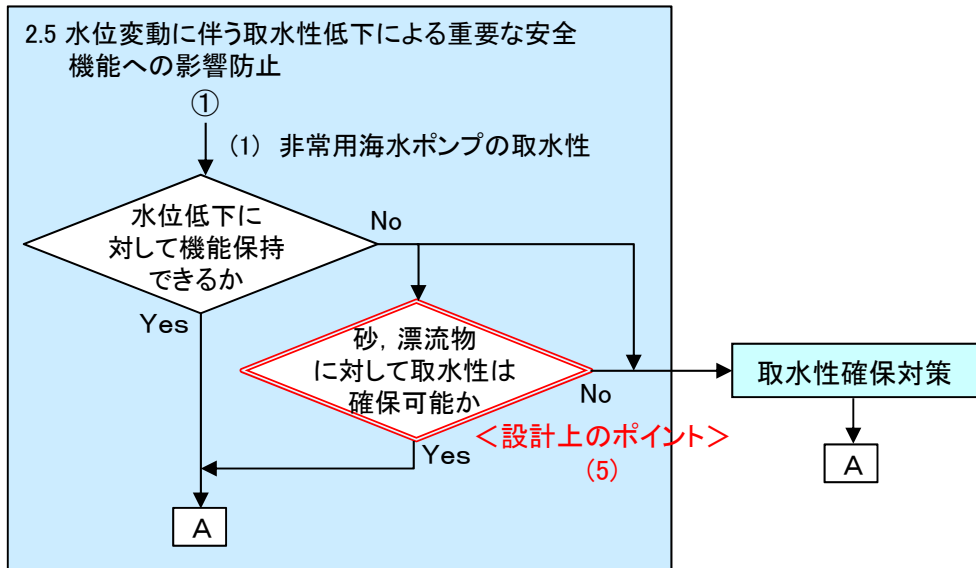 2.5 水位変動に伴う取水性低下による重要な安全
機能への影響防止
①
(1) 非常用海水ポンプの取水性
水位低下に
対して機能保持
できるか
No
Yes
砂，漂流物
に対して取水性は
確保可能か
No
Yes
＜設計上のポイント＞
(5)
取水性確保対策
A
A